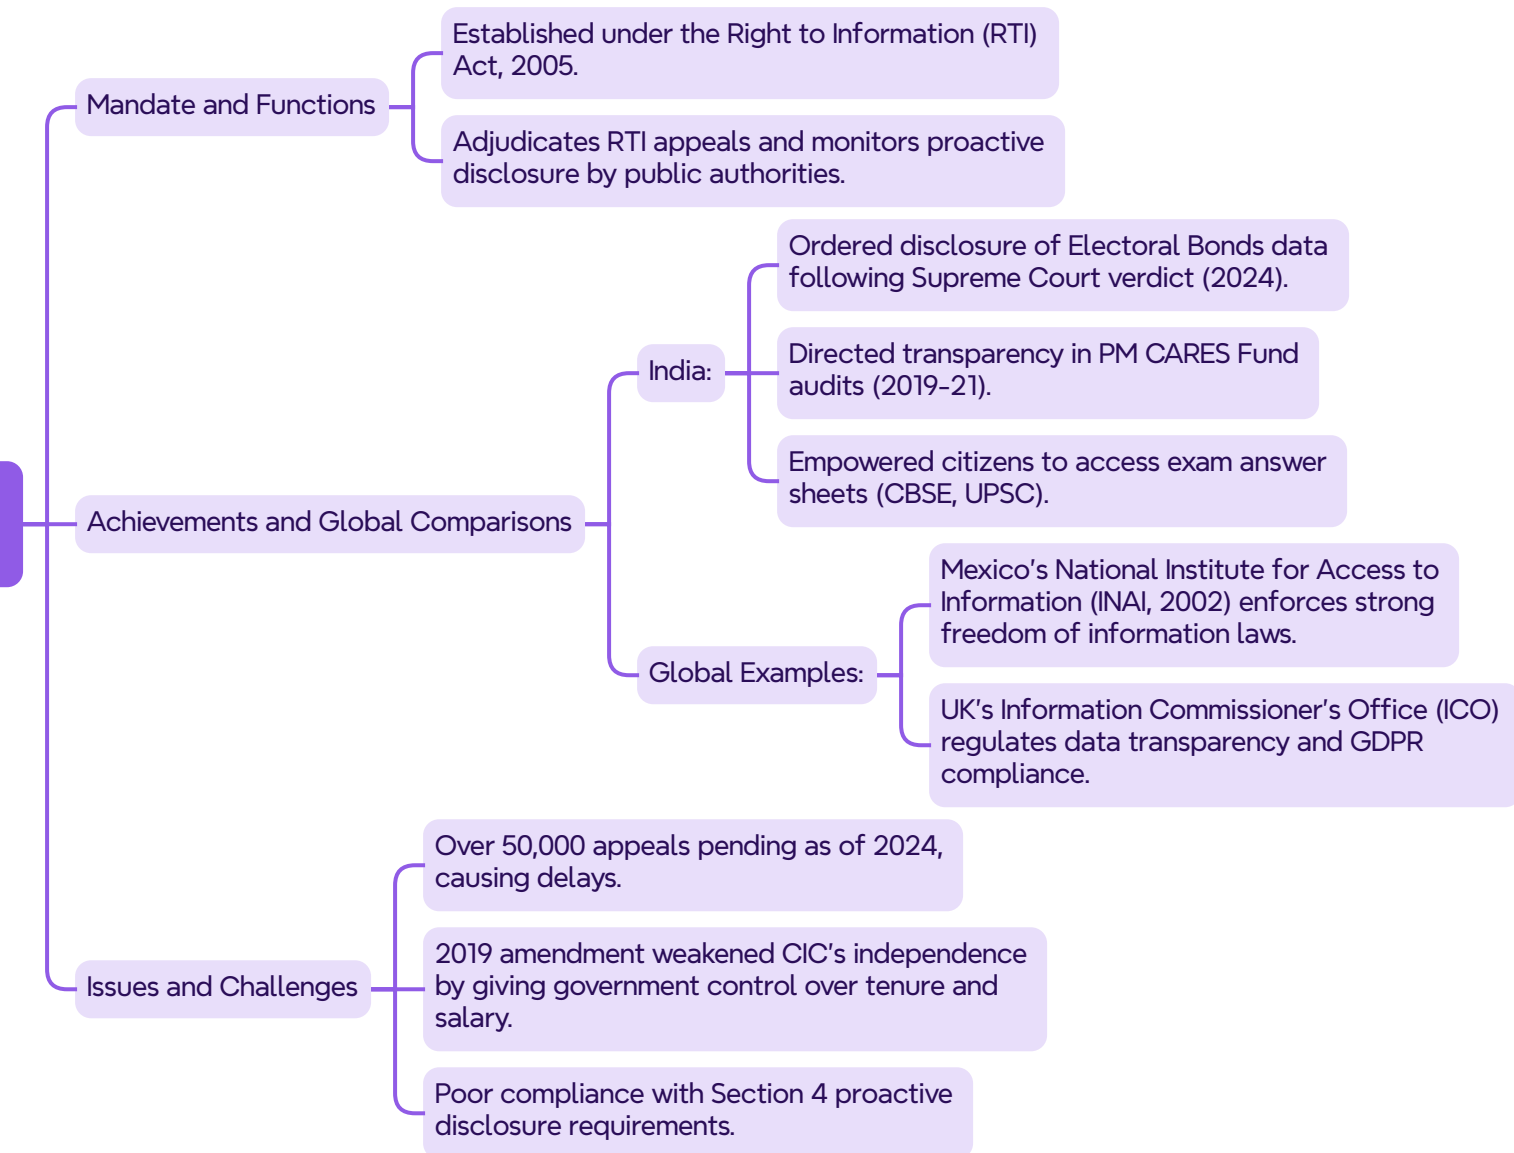 Mandate and Functions
Established under the Right to Information (RTI)
Act, 2005.
Adjudicates RTI appeals and monitors proactive
disclosure by public authorities.
Achievements and Global Comparisons
India:
Ordered disclosure of Electoral Bonds data
following Supreme Court verdict (2024).
Directed transparency in PM CARES Fund
audits (2019-21).
Empowered citizens to access exam answer
sheets (CBSE, UPSC).
Global Examples:
Mexico's National Institute for Access to
Information (INAI, 2002) enforces strong
freedom of information laws.
UK's Information Commissioner's Office (ICO)
regulates data transparency and GDPR
compliance.
Issues and Challenges
Over 50,000 appeals pending as of 2024,
causing delays.
2019 amendment weakened CIC's independence
by giving government control over tenure and
salary.
Poor compliance with Section 4 proactive
disclosure requirements.